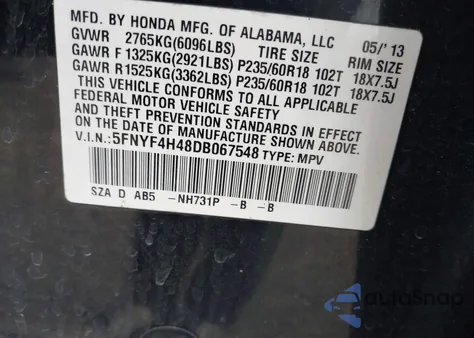 MFD. BY HONDA MFG. OF ALABAMA, LLC 05/'13
GVWR 2765KG(6096LBS) TIRE SIZE RIM SIZE
GAWR F 1325KG(2921LBS) P235/60R18 102T 18X7.5J
GAWR R1525KG(3362LBS) P235/60R18 102T 18X7.5J
THIS VEHICLE CONFORMS TO ALL APPLICABLE
FEDERAL MOTOR VEHICLE SAFETY
AND THEFT PREVENTION STANDARDS IN EFFECT
ON THE DATE OF MANUFACTURE SHOWN ABOVE.
V.I.N.:5FNYF4H48DB067548 TYPE: MPV
SZA D AB5 -NH731P -B -B
autoSnap